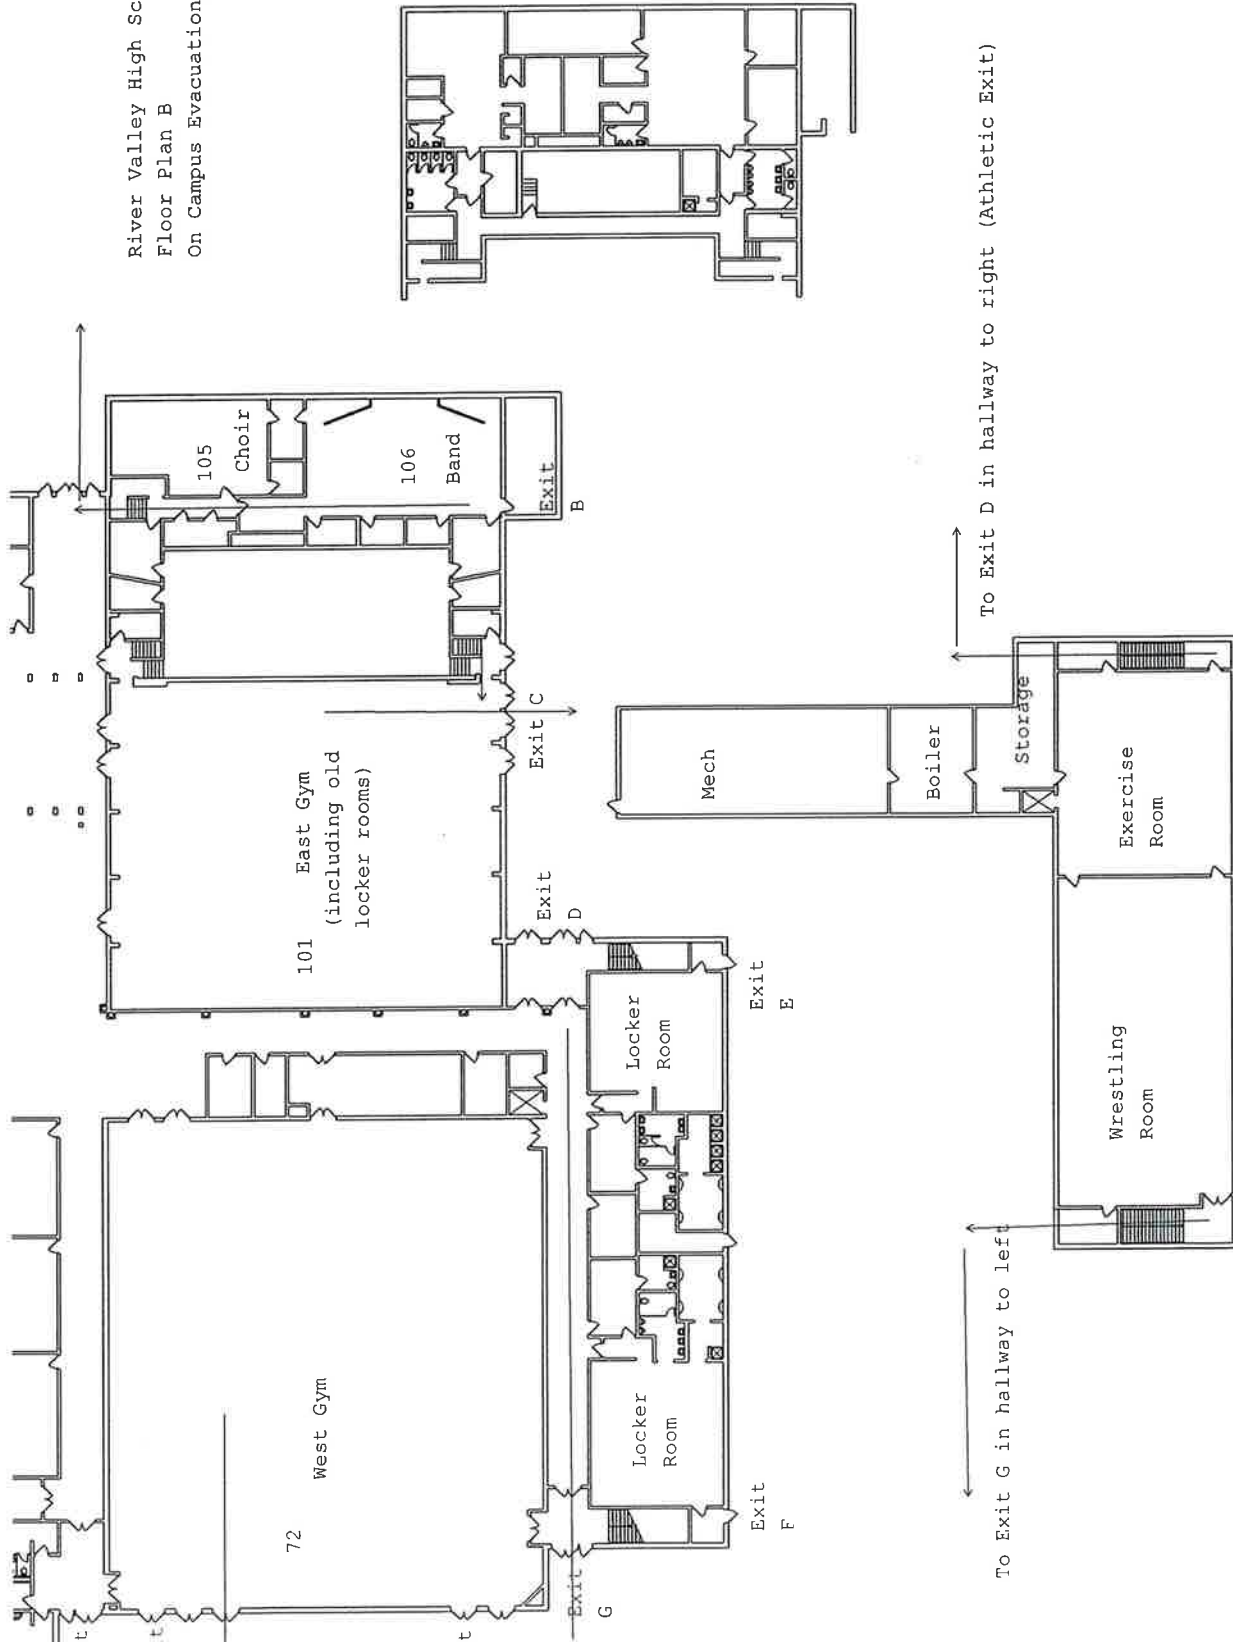 River Valley High Sc
Floor Plan B
On Campus Evacuation
105
Choir
106
Band
Exit
B
101
East Gym
(including old
locker rooms)
Exit C
Exit
D
Locker
Room
Exit
E
72
West Gym
Locker
Room
Exit
F
Exit
G
t
t
t
Mech
Boiler
Storage
Exercise
Room
Wrestling
Room
To Exit D in hallway to right (Athletic Exit)
To Exit G in hallway to left